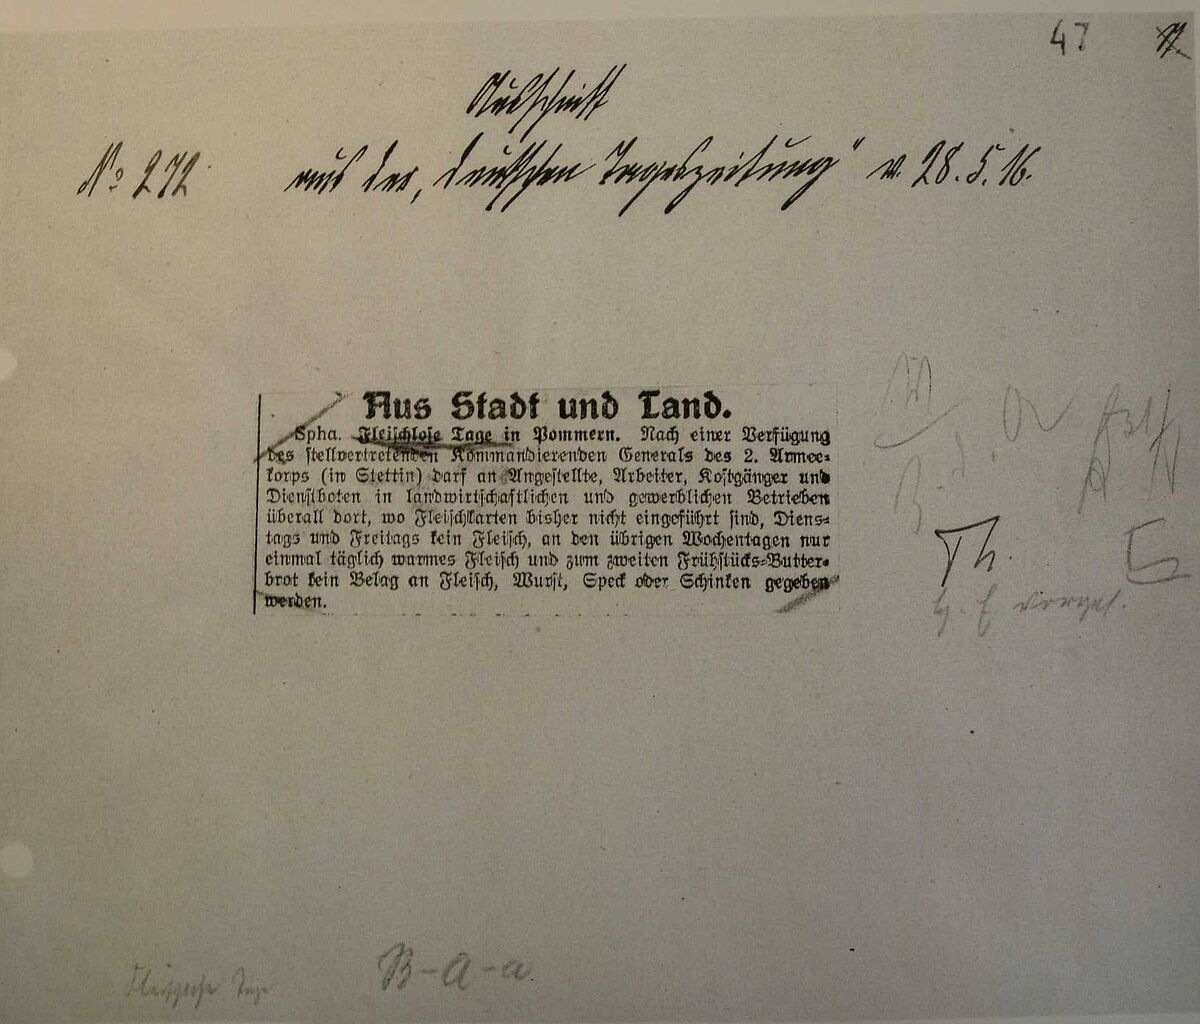 47
Ausschnitt
No 272
aus der „Deutschen Tageszeitung" v. 28.5.16.
Aus Stadt und Land.
Spha. Fleischlose Tage in Pommern. Nach einer Verfügung
des stellvertretenden Kommandierenden Generals des 2. Armee-
korps (in Stettin) darf an Angestellte, Arbeiter, Kostgänger und
Dienstboten in landwirtschaftlichen und gewerblichen Betrieben
überall dort, wo Fleischkarten bisher nicht eingeführt sind, Diens-
tags und Freitags kein Fleisch, an den übrigen Wochentagen nur
einmal täglich warmes Fleisch und zum zweiten Frühstücks-Butter-
brot kein Belag an Fleisch, Wurst, Speck oder Schinken gegeben
werden.
Th.
B-A-a.
Fleischlose Tage